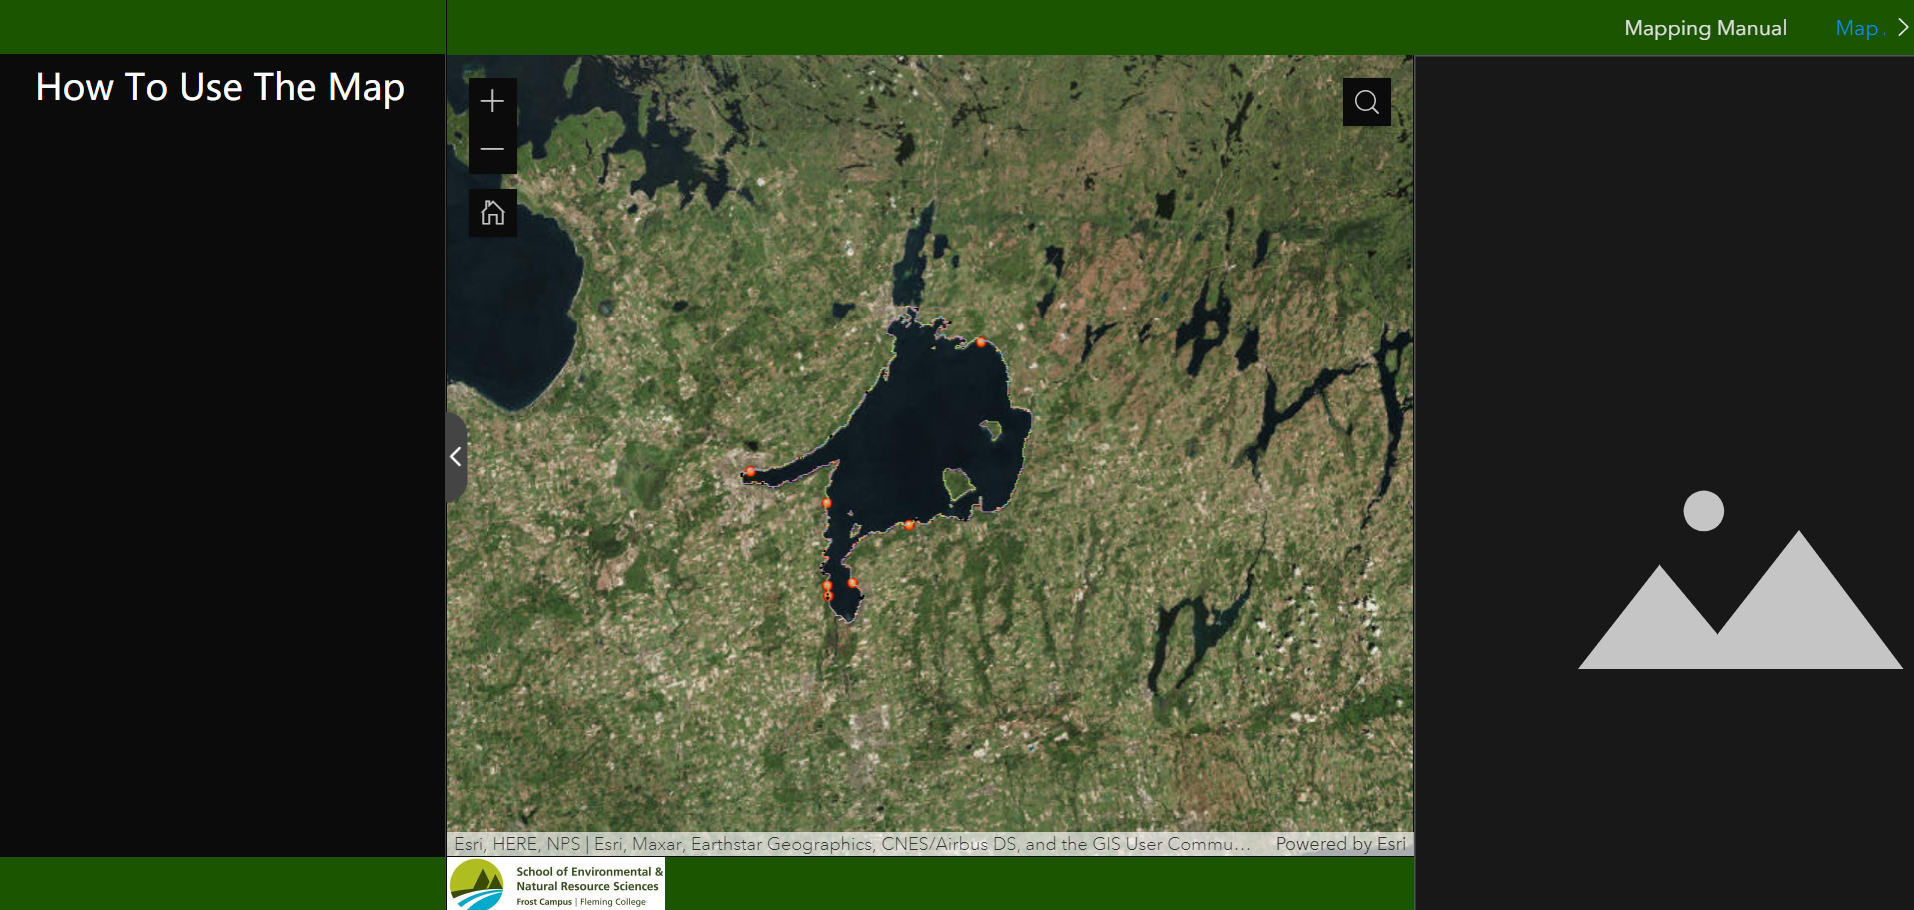 Mapping Manual
Map
How To Use The Map
Esri, HERE, NPS | Esri, Maxar, Earthstar Geographics, CNES/Airbus DS, and the GIS User Commu...
Powered by Esri
School of Environmental &
Natural Resource Sciences
Frost Campus | Fleming College